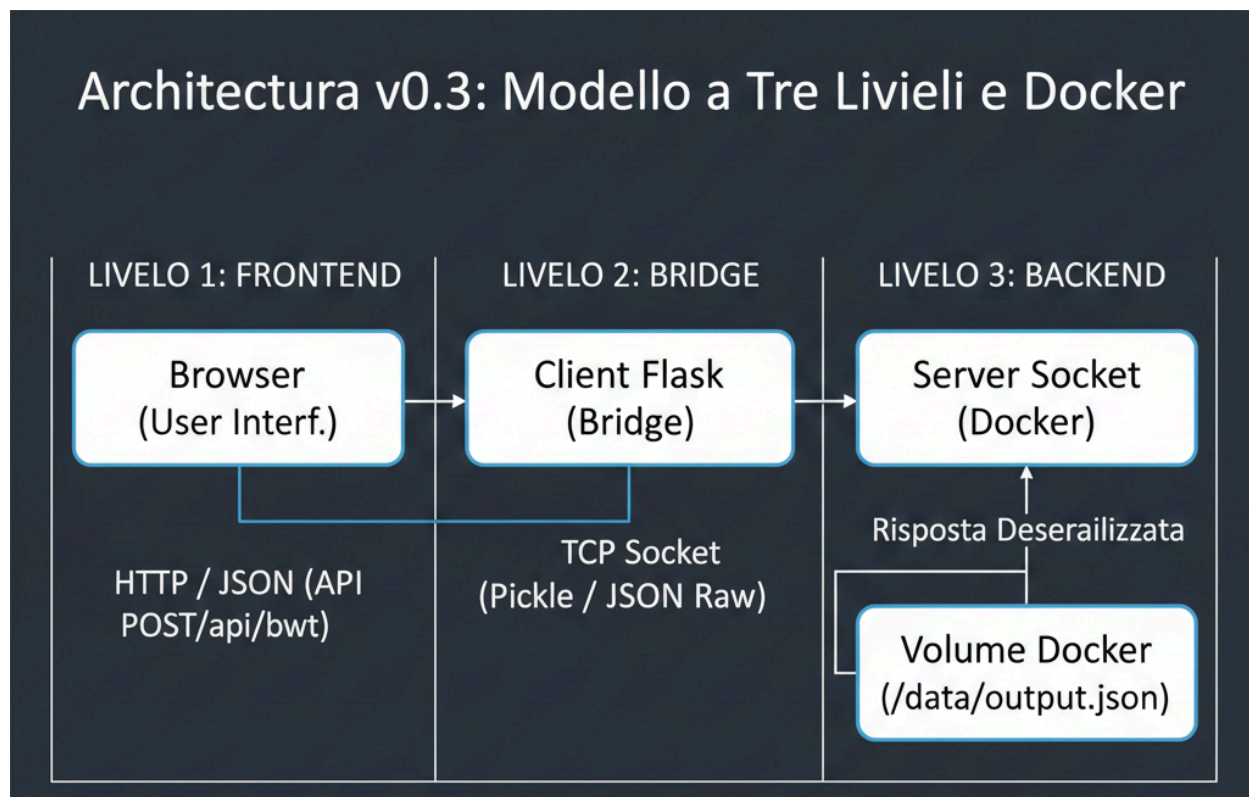 Architectura v0.3: Modello a Tre Livieli e Docker
LIVELO 1: FRONTEND
Browser
(User Interf.)
HTTP / JSON (API
POST/api/bwt)
LIVELO 2: BRIDGE
Client Flask
(Bridge)
TCP Socket
(Pickle / JSON Raw)
LIVELO 3: BACKEND
Server Socket
(Docker)
Risposta Deserailizzata
Volume Docker
(/data/output.json)